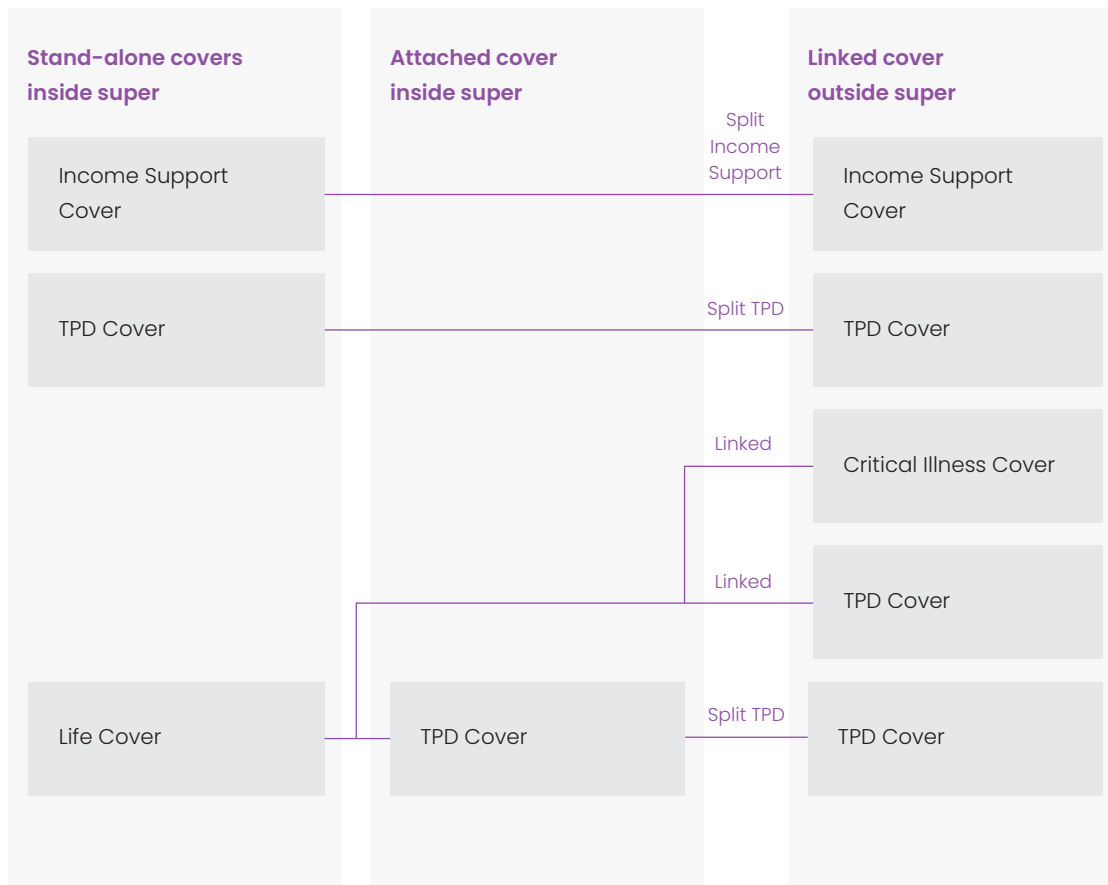 Stand-alone covers
inside super
Attached cover
inside super
Linked cover
outside super
Split
Income
Support
Income Support
Cover
Income Support
Cover
Split TPD
TPD Cover
TPD Cover
Linked
Critical Illness Cover
Linked
TPD Cover
Split TPD
Life Cover
TPD Cover
TPD Cover